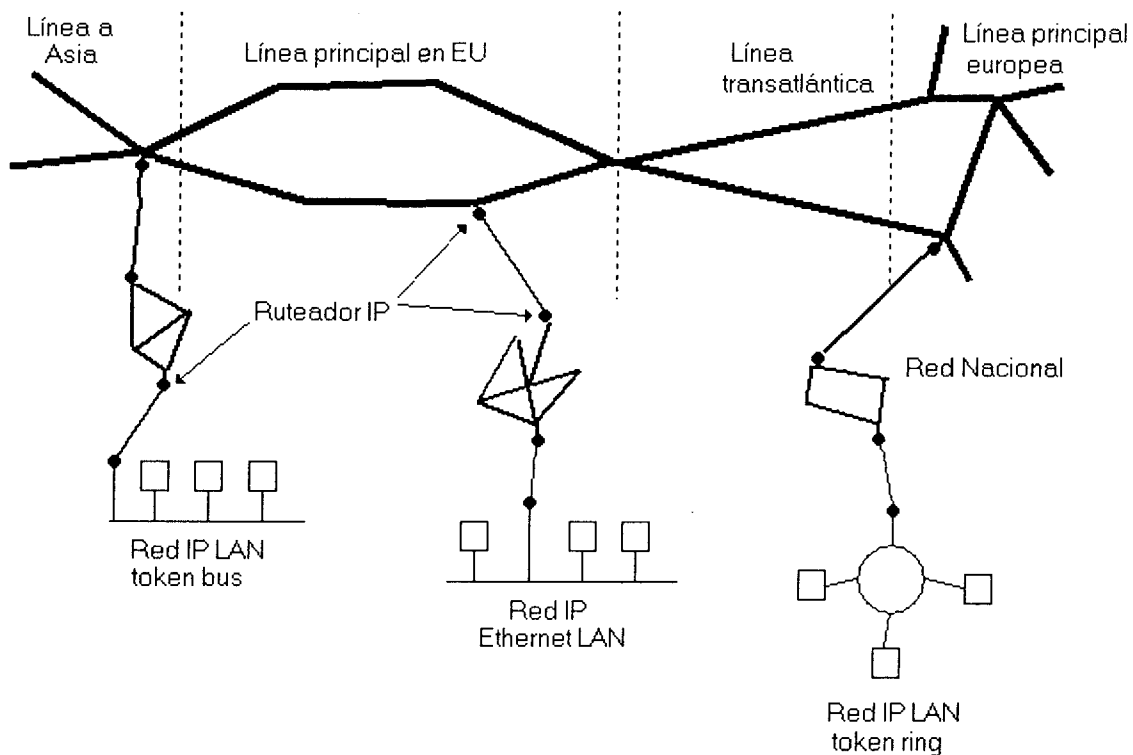 Línea a
Asia
Línea principal en EU
Línea
transatlántica
Línea principal
europea
Ruteador IP
Red Nacional
Red IP LAN
token bus
Red IP
Ethernet LAN
Red IP LAN
token ring